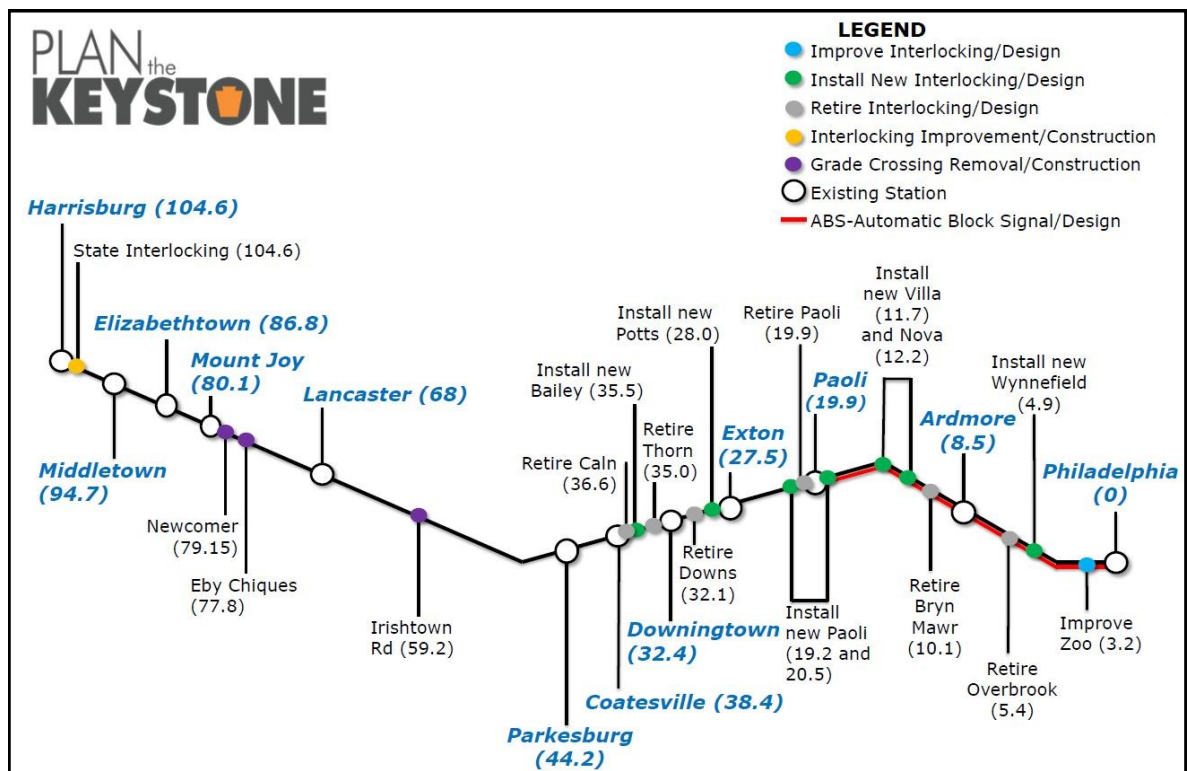 PLAN the
KEYSTONE
LEGEND
Improve Interlocking/Design
Install New Interlocking/Design
Retire Interlocking/Design
Interlocking Improvement/Construction
Grade Crossing Removal/Construction
Existing Station
ABS-Automatic Block Signal/Design
Harrisburg (104.6)
State Interlocking (104.6)
Elizabethtown (86.8)
Mount Joy
(80.1)
Lancaster (68)
Middletown
(94.7)
Newcomer
(79.15)
Eby Chiques
(77.8)
Irishtown
Rd (59.2)
Parkesburg
(44.2)
Coatesville (38.4)
Retire Caln
(36.6)
Install new
Bailey (35.5)
Retire
Thorn
(35.0)
Downingtown
(32.4)
Retire
Downs
(32.1)
Install new
Potts (28.0)
Exton
(27.5)
Retire Paoli
(19.9)
Paoli
(19.9)
Install
new Paoli
(19.2 and
20.5)
Install
new Villa
(11.7)
and Nova
(12.2)
Retire
Bryn
Mawr
(10.1)
Ardmore
(8.5)
Retire
Overbrook
(5.4)
Install new
Wynnefield
(4.9)
Improve
Zoo (3.2)
Philadelphia
(0)